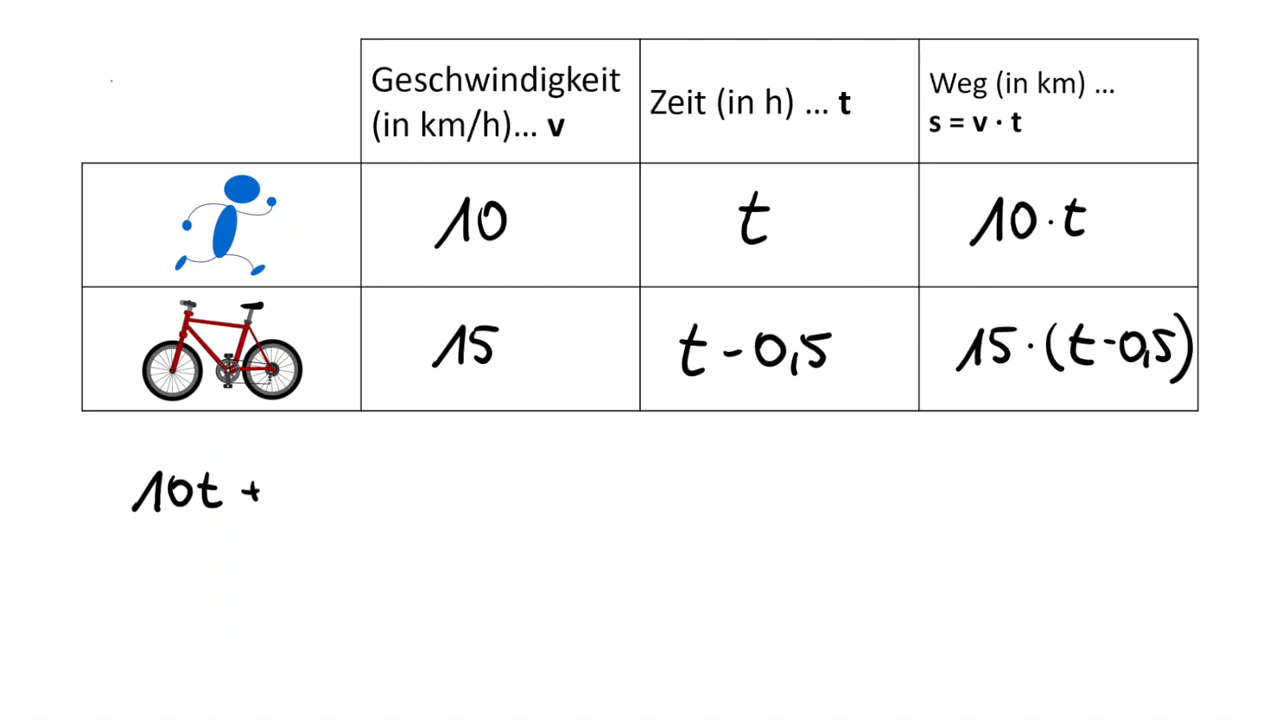 Geschwindigkeit
(in km/h)... v
Zeit (in h) ... t
Weg (in km) ...
s = v · t
10
t
10 · t
15
t - 0,5
15 · (t - 0,5)
10t +